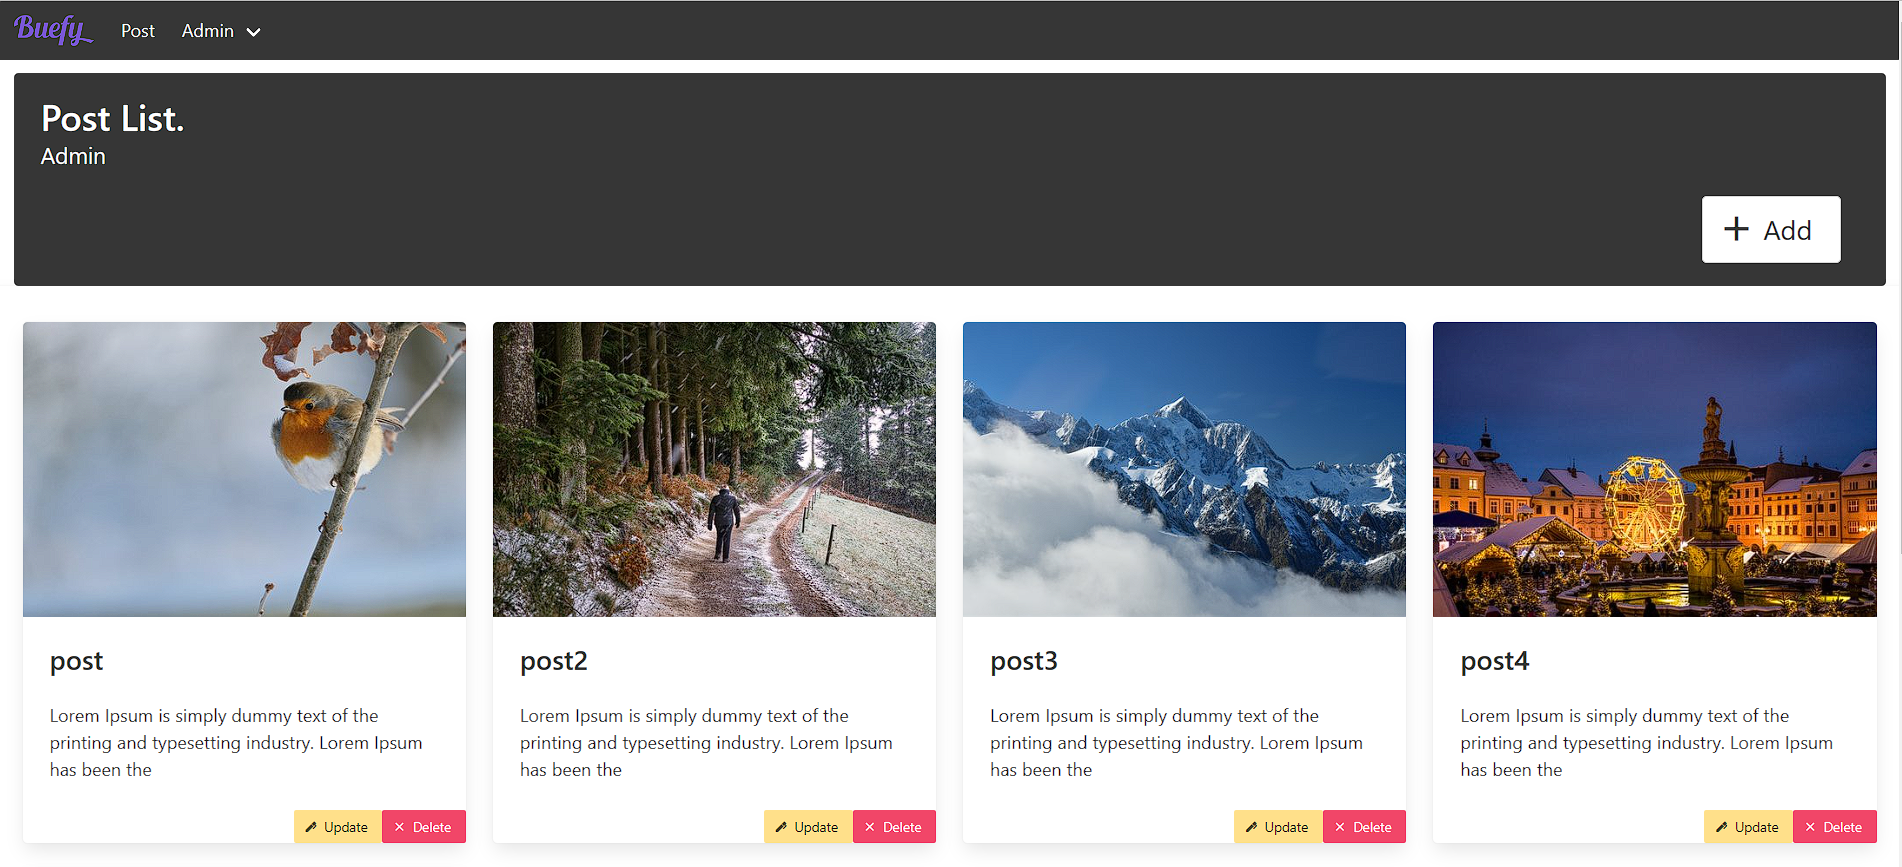 Buefy Post Admin
Post List.
Admin
Add
post
Lorem Ipsum is simply dummy text of the
printing and typesetting industry. Lorem Ipsum
has been the
Update Delete
post2
Lorem Ipsum is simply dummy text of the
printing and typesetting industry. Lorem Ipsum
has been the
Update Delete
post3
Lorem Ipsum is simply dummy text of the
printing and typesetting industry. Lorem Ipsum
has been the
Update Delete
post4
Lorem Ipsum is simply dummy text of the
printing and typesetting industry. Lorem Ipsum
has been the
Update Delete